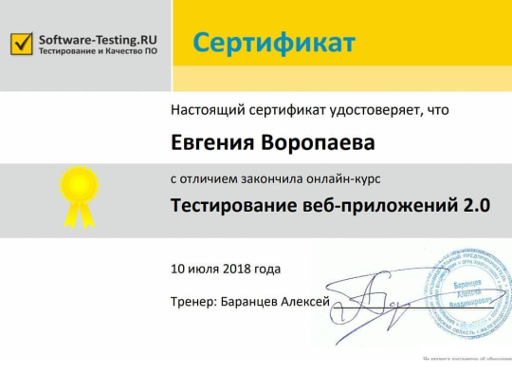 Software-Testing.RU
Тестирование и Качество ПО
Сертификат
Настоящий сертификат удостоверяет, что
Евгения Воропаева
с отличием закончила онлайн-курс
Тестирование веб-приложений 2.0
10 июля 2018 года
Тренер: Баранцев Алексей
Баранцев
Алексей
Владимирович